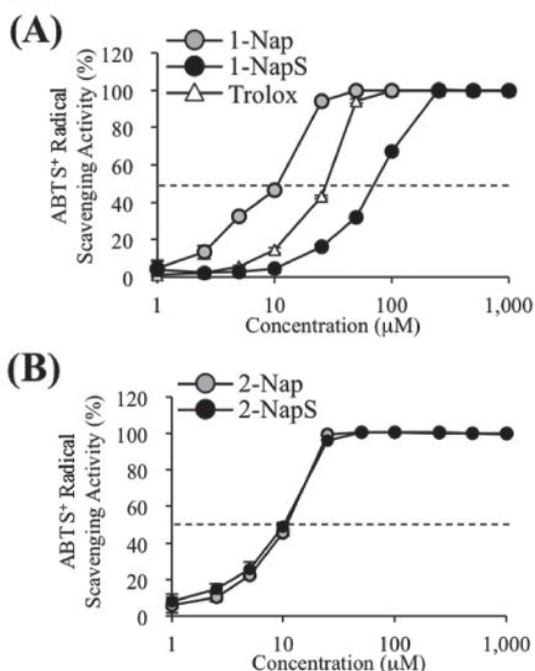 (A)
1-Nap
1-NapS
Trolox
ABTS+ Radical
Scavenging Activity (%)
120
100
80
60
40
20
0
1
10
100
1,000
Concentration (µM)
(B)
2-Nap
2-NapS
ABTS+ Radical
Scavenging Activity (%)
120
100
80
60
40
20
0
1
10
100
1,000
Concentration (µM)